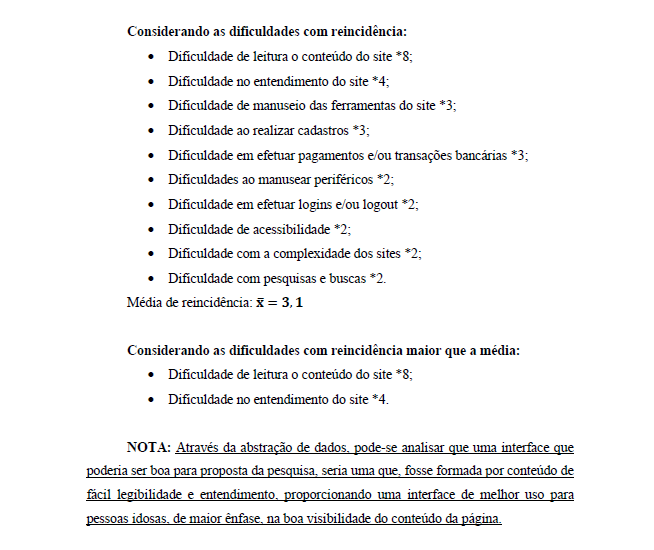 Considerando as dificuldades com reincidência:
• Dificuldade de leitura o conteúdo do site *8;
• Dificuldade no entendimento do site *4;
• Dificuldade de manuseio das ferramentas do site *3;
• Dificuldade ao realizar cadastros *3;
• Dificuldade em efetuar pagamentos e/ou transações bancárias *3;
• Dificuldades ao manusear periféricos *2;
• Dificuldade em efetuar logins e/ou logout *2;
• Dificuldade de acessibilidade *2;
• Dificuldade com a complexidade dos sites *2;
• Dificuldade com pesquisas e buscas *2.
Média de reincidência: x̄ = 3,1
Considerando as dificuldades com reincidência maior que a média:
• Dificuldade de leitura o conteúdo do site *8;
• Dificuldade no entendimento do site *4.
NOTA: Através da abstração de dados, pode-se analisar que uma interface que
poderia ser boa para proposta da pesquisa, seria uma que, fosse formada por conteúdo de
fácil legibilidade e entendimento, proporcionando uma interface de melhor uso para
pessoas idosas, de maior ênfase, na boa visibilidade do conteúdo da página.